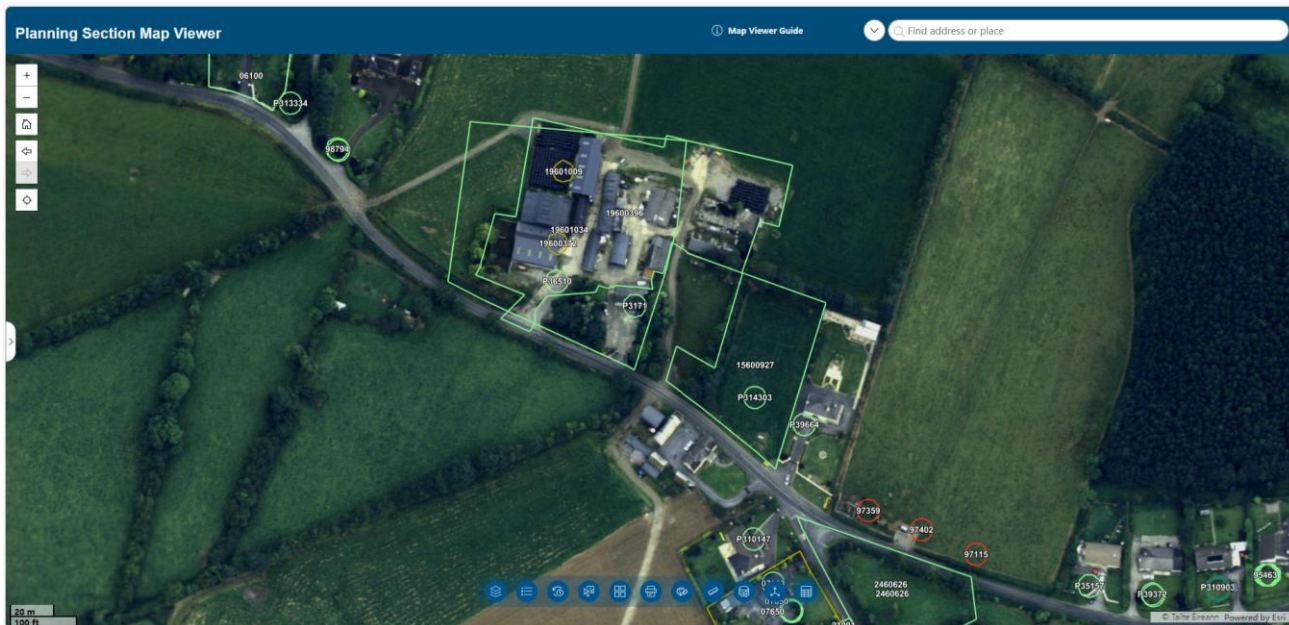 Planning Section Map Viewer
Map Viewer Guide
Find address or place
06100
P313334
98794
19601009
19600396
19601034
19600372
P36510
P3171
15600927
P314303
P39664
97359
97402
97115
P310147
P35157
P39372
P310903
95463
2460626
2460626
07650
20 m
100 ft
© Tailte Éireann Powered by Esri